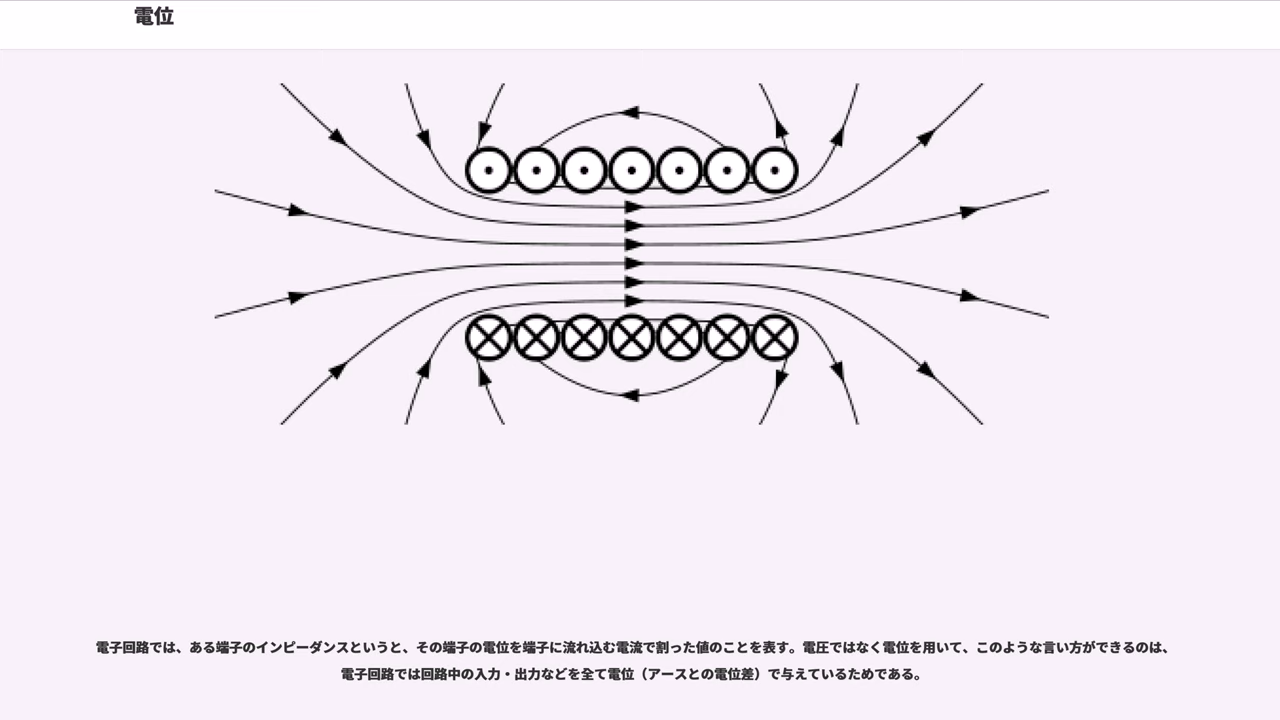 電位
電子回路では、ある端子のインピーダンスというと、その端子の電位を端子に流れ込む電流で割った値のことを表す。電圧ではなく電位を用いて、このような言い方ができるのは、
電子回路では回路中の入力・出力などを全て電位（アースとの電位差）で与えているためである。